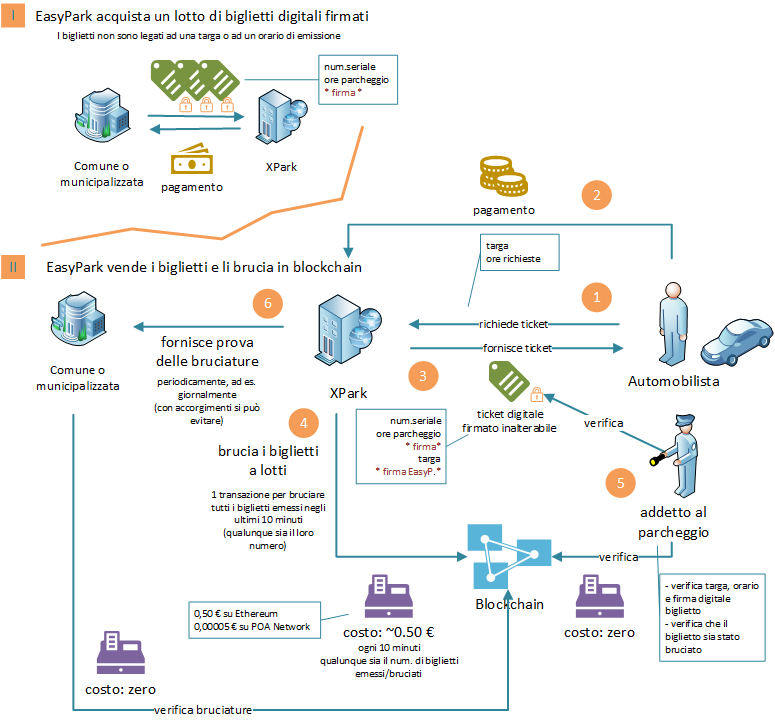 I
EasyPark acquista un lotto di biglietti digitali firmati
I biglietti non sono legati ad una targa o ad un orario di emissione
num.seriale
ore parcheggio
* firma *
Comune o
municipalizzata
pagamento
XPark
pagamento
2
II
EasyPark vende i biglietti e li brucia in blockchain
targa
ore richieste
6
1
richiede ticket
fornisce ticket
Comune o
municipalizzata
fornisce prova
delle bruciature
periodicamente, ad es.
giornalmente
(con accorgimenti si può
evitare)
XPark
3
Automobilista
ticket digitale
firmato inalterabile
num.seriale
ore parcheggio
* firma*
targa
* firma EasyP. *
verifica
4
brucia i biglietti
a lotti
1 transazione per bruciare
tutti i biglietti emessi negli
ultimi 10 minuti
(qualunque sia il loro
numero)
5
addetto al
parcheggio
verifica
Blockchain
- verifica targa, orario
e firma digitale
biglietto
- verifica che il
biglietto sia stato
bruciato
0,50 € su Ethereum
0,00005 € su POA Network
costo: ~0.50 €
ogni 10 minuti
qualunque sia il num. di biglietti
emessi/bruciati
costo: zero
costo: zero
verifica bruciature